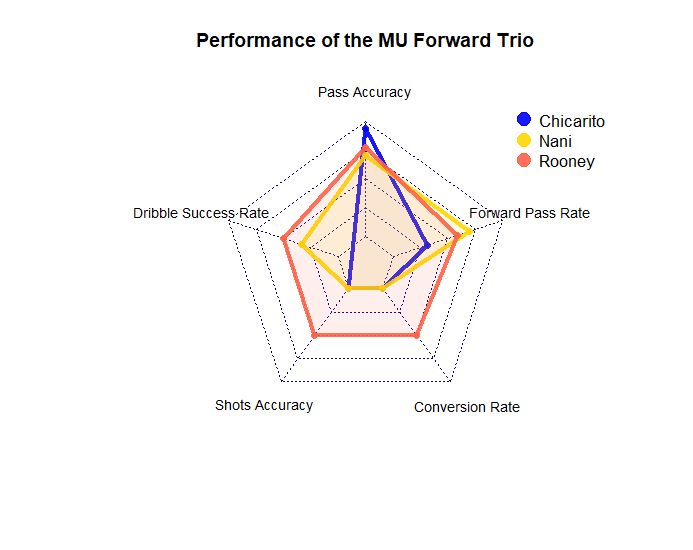 Performance of the MU Forward Trio
Pass Accuracy
Chicarito
Nani
Rooney
Dribble Success Rate
Forward Pass Rate
Shots Accuracy
Conversion Rate